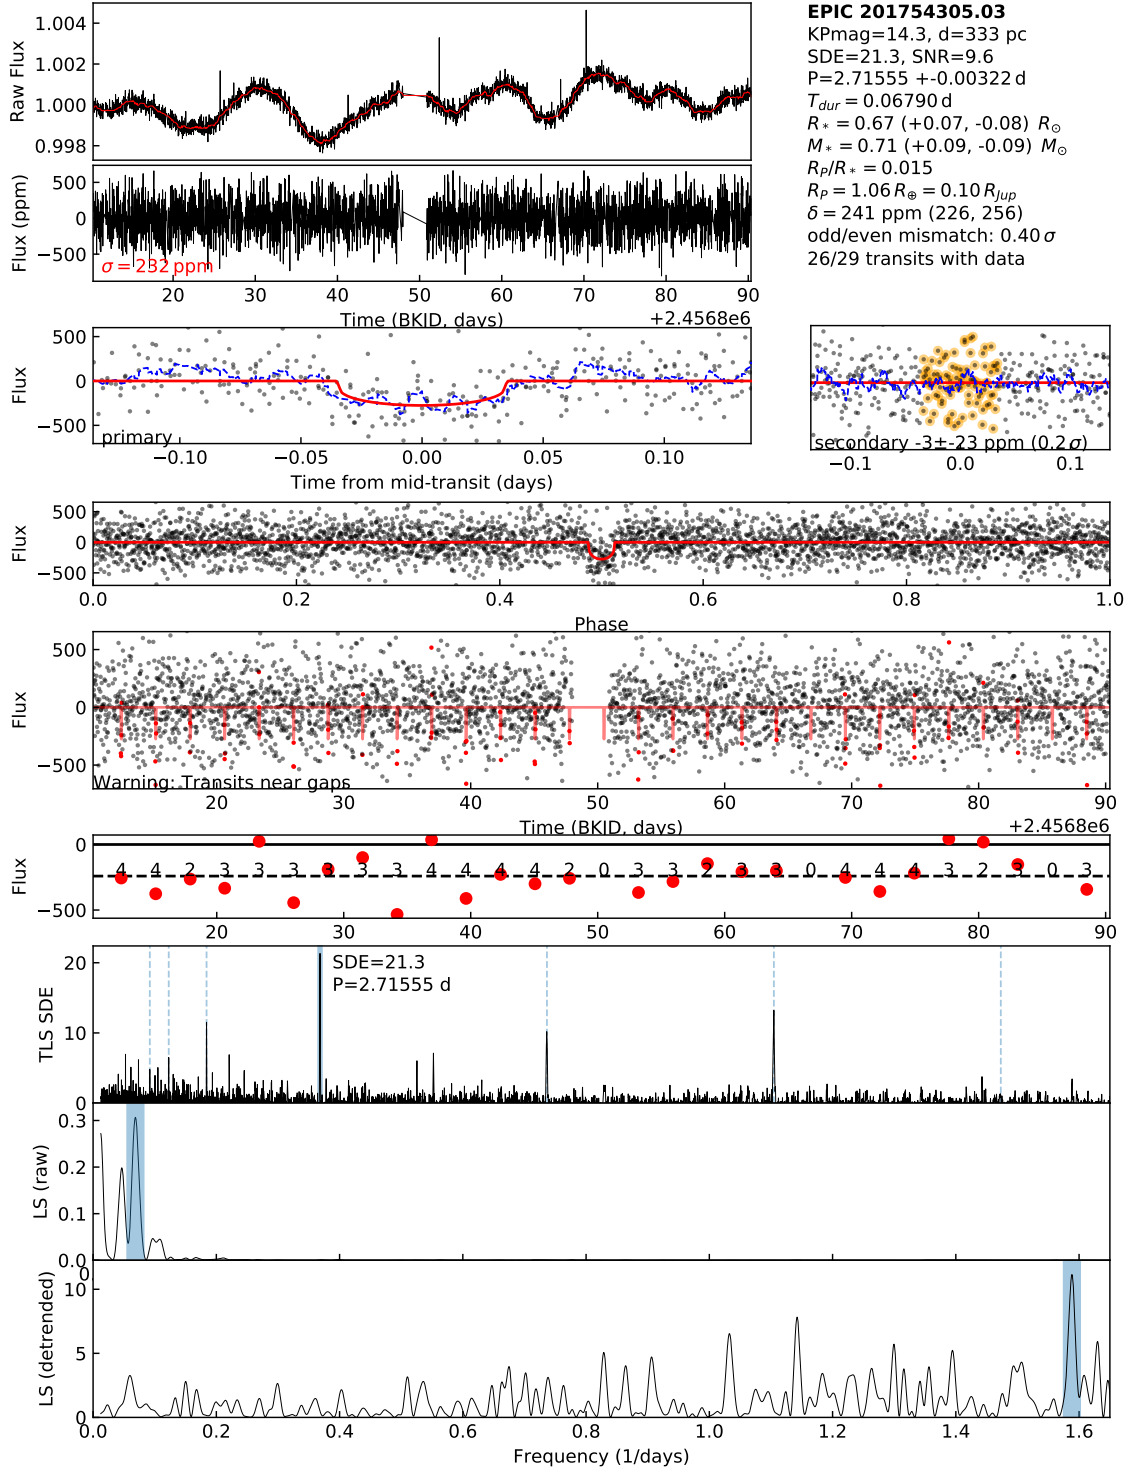 EPIC 201754305.03
KPmag=14.3, d=333 pc
SDE=21.3, SNR=9.6
P=2.71555 +-0.00322 d
T_dur = 0.06790 d
R_* = 0.67 (+0.07, -0.08) R_⊙
M_* = 0.71 (+0.09, -0.09) M_⊙
R_P/R_* = 0.015
R_P = 1.06 R_⊕ = 0.10 R_Jup
δ = 241 ppm (226, 256)
odd/even mismatch: 0.40 σ
26/29 transits with data
Raw Flux
1.004
1.002
1.000
0.998
Flux (ppm)
500
0
−500
σ = 232 ppm
20 30 40 50 60 70 80 90
Time (BKJD, days)
+2.4568e6
Flux
500
0
−500
primary
−0.10 −0.05 0.00 0.05 0.10
Time from mid-transit (days)
secondary -3+-23 ppm (0.2 σ)
−0.1 0.0 0.1
Flux
500
0
−500
0.0 0.2 0.4 0.6 0.8 1.0
Phase
Flux
500
0
−500
Warning: Transits near gaps
20 30 40 50 60 70 80 90
Time (BKJD, days)
+2.4568e6
Flux
0
−500
4 4 2 3 3 3 3 3 3 4 4 4 4 2 0 3 3 2 3 3 0 4 4 4 3 2 3 0 3
20 30 40 50 60 70 80 90
TLS SDE
20
10
0
SDE=21.3
P=2.71555 d
LS (raw)
0.3
0.2
0.1
0.0
LS (detrended)
10
5
0
0.0 0.2 0.4 0.6 0.8 1.0 1.2 1.4 1.6
Frequency (1/days)